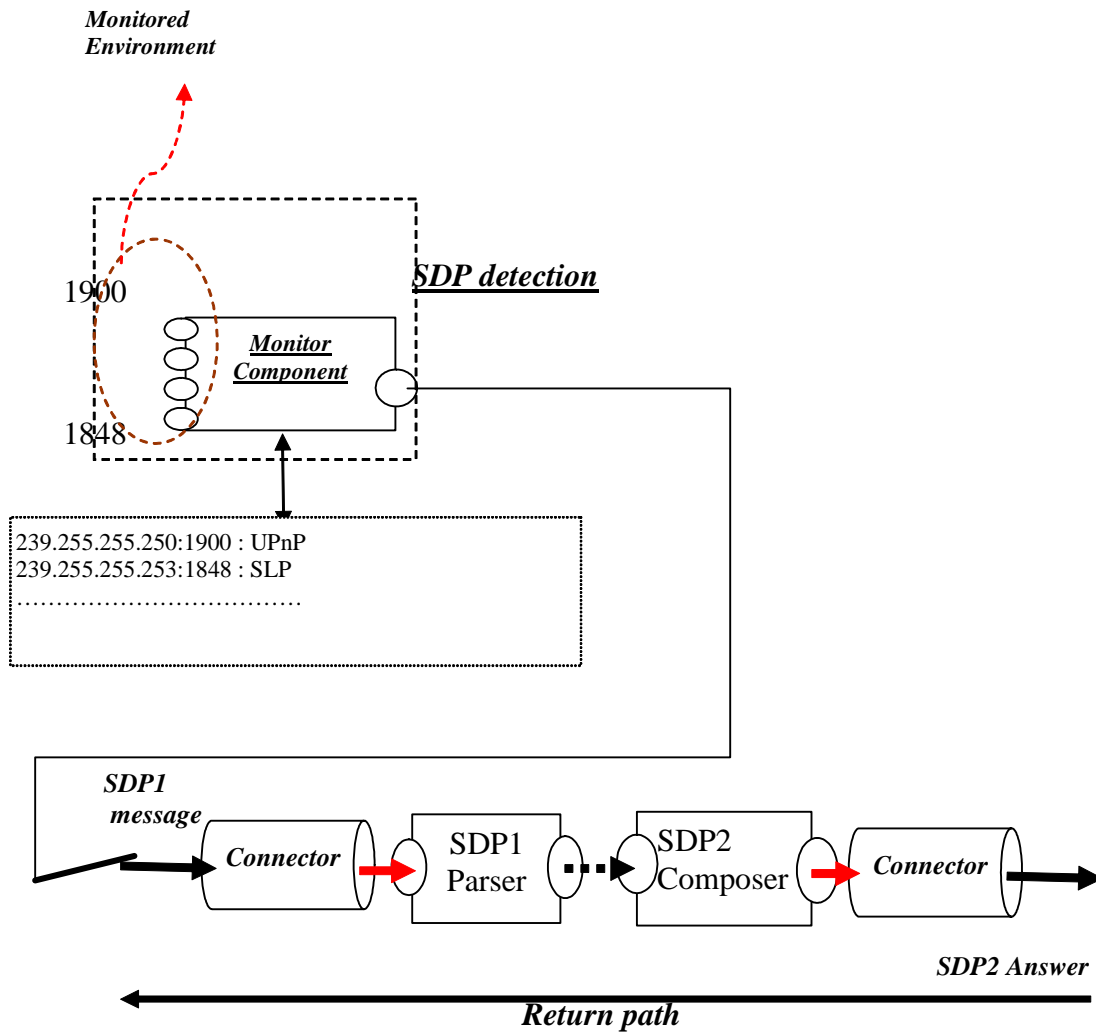 Monitored
Environment
SDP detection
1900
Monitor
Component
1848
239.255.255.250:1900 : UPnP
239.255.255.253:1848 : SLP
....................................
SDP1
message
Connector
SDP1
Parser
SDP2
Composer
Connector
SDP2 Answer
Return path